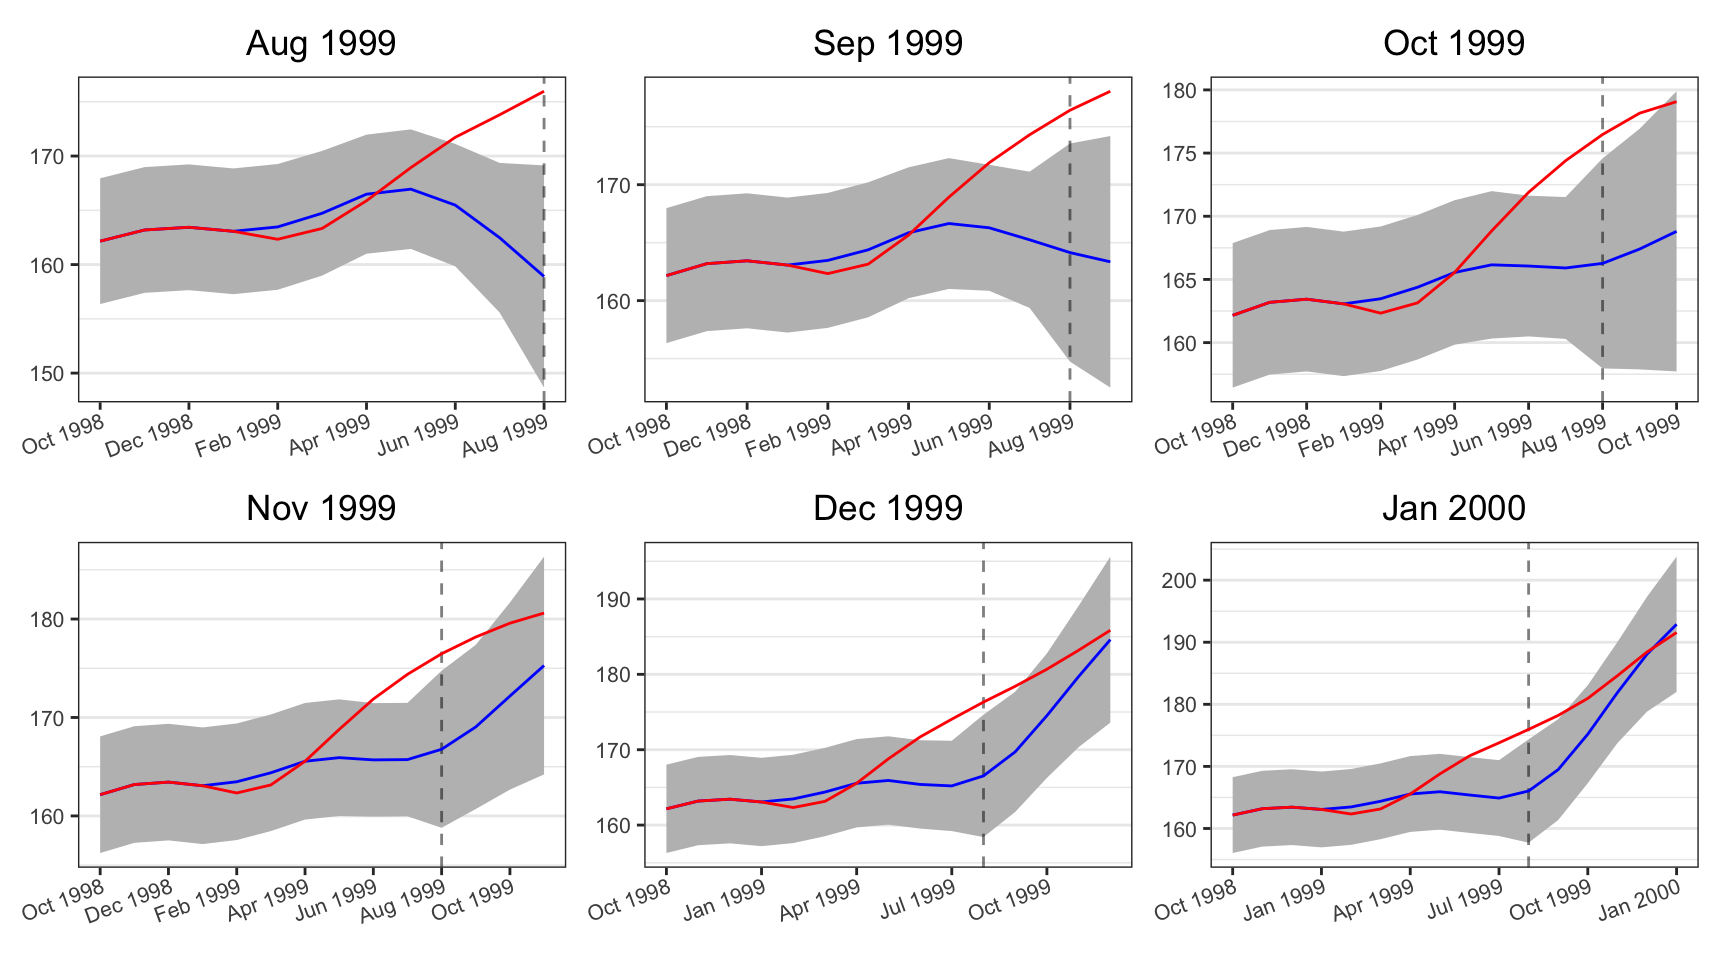 Aug 1999
Sep 1999
Oct 1999
170
160
150
Oct 1998 Dec 1998 Feb 1999 Apr 1999 Jun 1999 Aug 1999
170
160
Oct 1998 Dec 1998 Feb 1999 Apr 1999 Jun 1999 Aug 1999
180
175
170
165
160
Oct 1998 Dec 1998 Feb 1999 Apr 1999 Jun 1999 Aug 1999 Oct 1999
Nov 1999
Dec 1999
Jan 2000
180
170
160
Oct 1998 Dec 1998 Feb 1999 Apr 1999 Jun 1999 Aug 1999 Oct 1999
190
180
170
160
Oct 1998 Jan 1999 Apr 1999 Jul 1999 Oct 1999
200
190
180
170
160
Oct 1998 Jan 1999 Apr 1999 Jul 1999 Oct 1999 Jan 2000